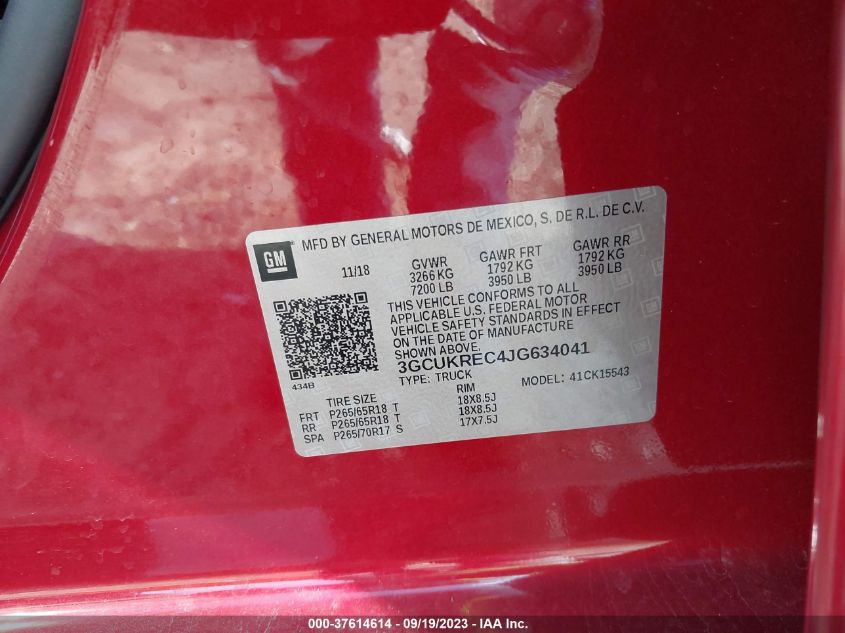 MFD BY GENERAL MOTORS DE MEXICO, S. DE R.L. DE C.V.
GM
11/18
GVWR GAWR FRT GAWR RR
3266 KG 1792 KG 1792 KG
7200 LB 3950 LB 3950 LB
THIS VEHICLE CONFORMS TO ALL
APPLICABLE U.S. FEDERAL MOTOR
VEHICLE SAFETY STANDARDS IN EFFECT
ON THE DATE OF MANUFACTURE
SHOWN ABOVE.
434B
3GCUKREC4JG634041
TYPE: TRUCK MODEL: 41CK15543
TIRE SIZE RIM
FRT P265/65R18 T 18X8.5J
RR P265/65R18 T 18X8.5J
SPA P265/70R17 S 17X7.5J
000-37614614 - 09/19/2023 - IAA Inc.